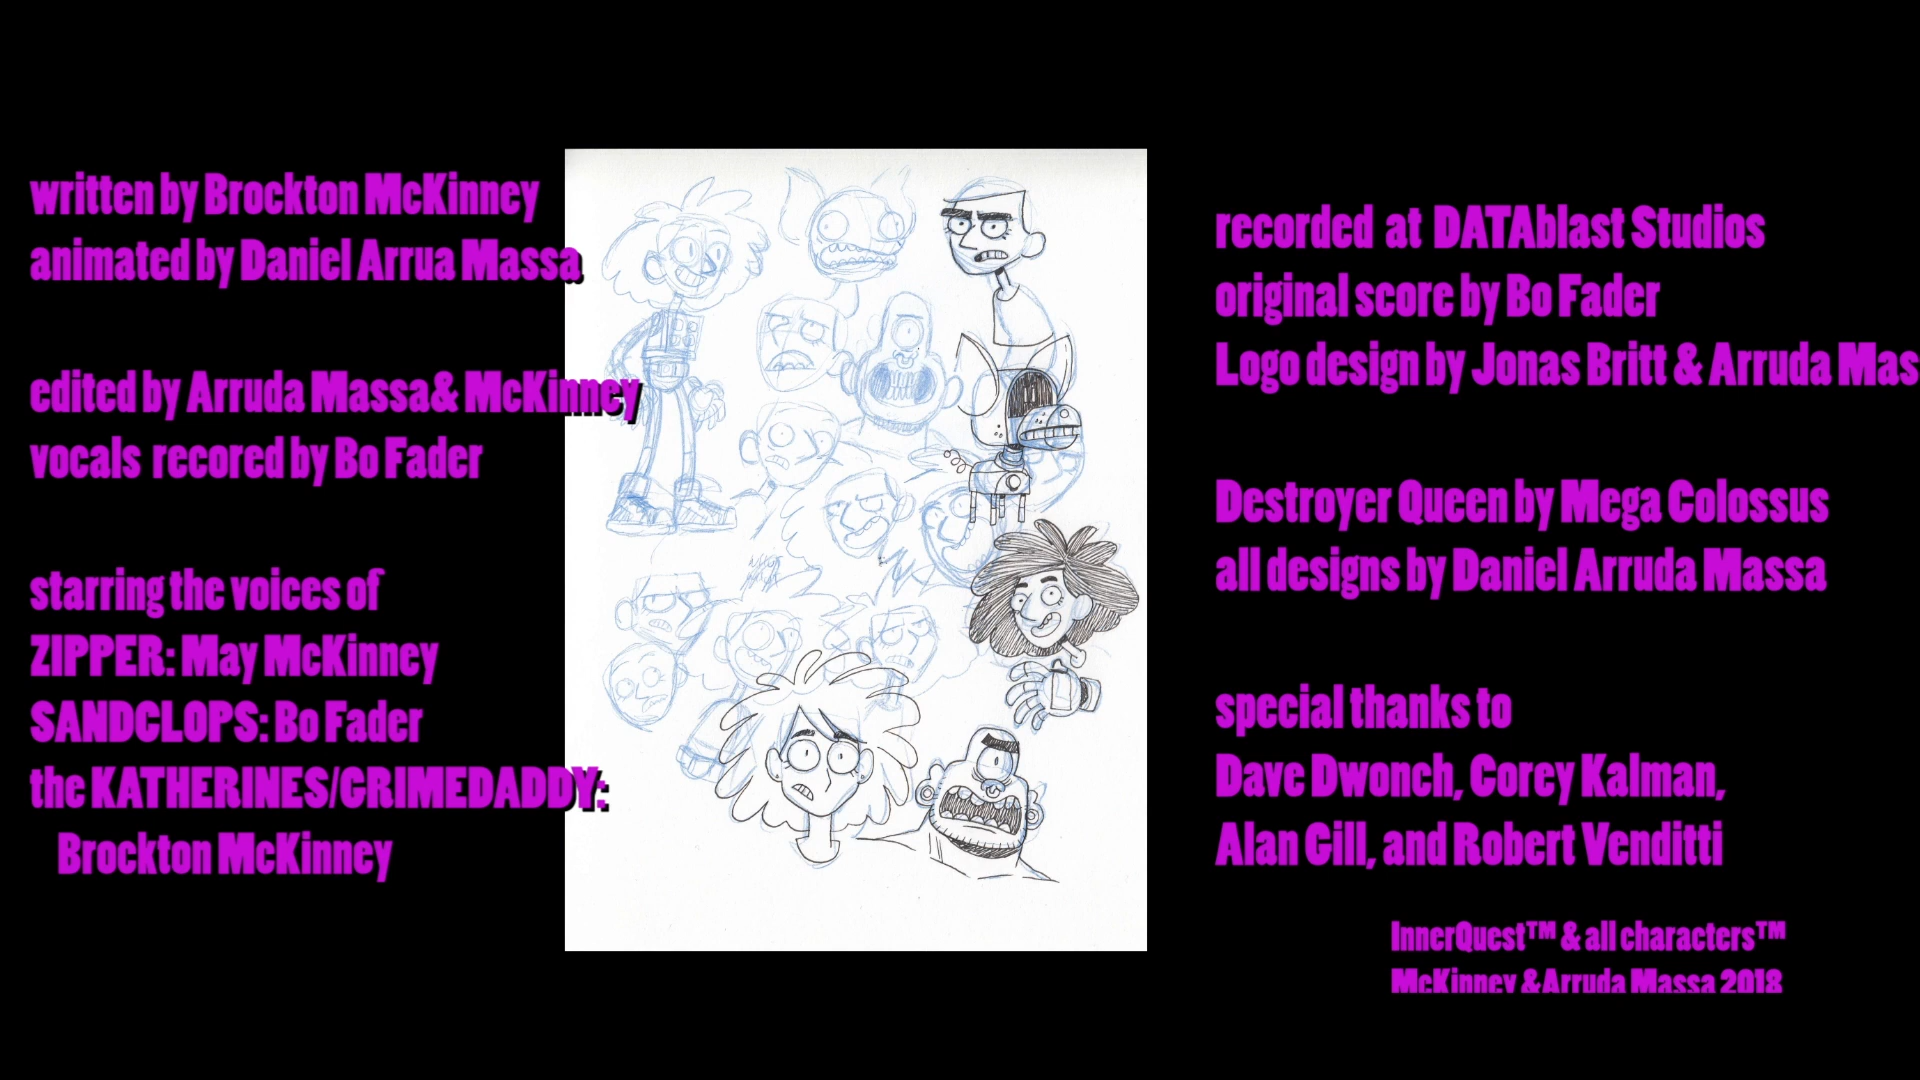 written by Brockton McKinney
animated by Daniel Arrua Massa
edited by Arruda Massa& McKinney
vocals recored by Bo Fader
starring the voices of
ZIPPER: May McKinney
SANDCLOPS: Bo Fader
the KATHERINES/GRIMEDADDY:
Brockton McKinney
recorded at DATAblast Studios
original score by Bo Fader
Logo design by Jonas Britt & Arruda Mas
Destroyer Queen by Mega Colossus
all designs by Daniel Arruda Massa
special thanks to
Dave Dwonch, Corey Kalman,
Alan Gill, and Robert Venditti
InnerQuest™ & all characters™
McKinney &Arruda Massa 2018